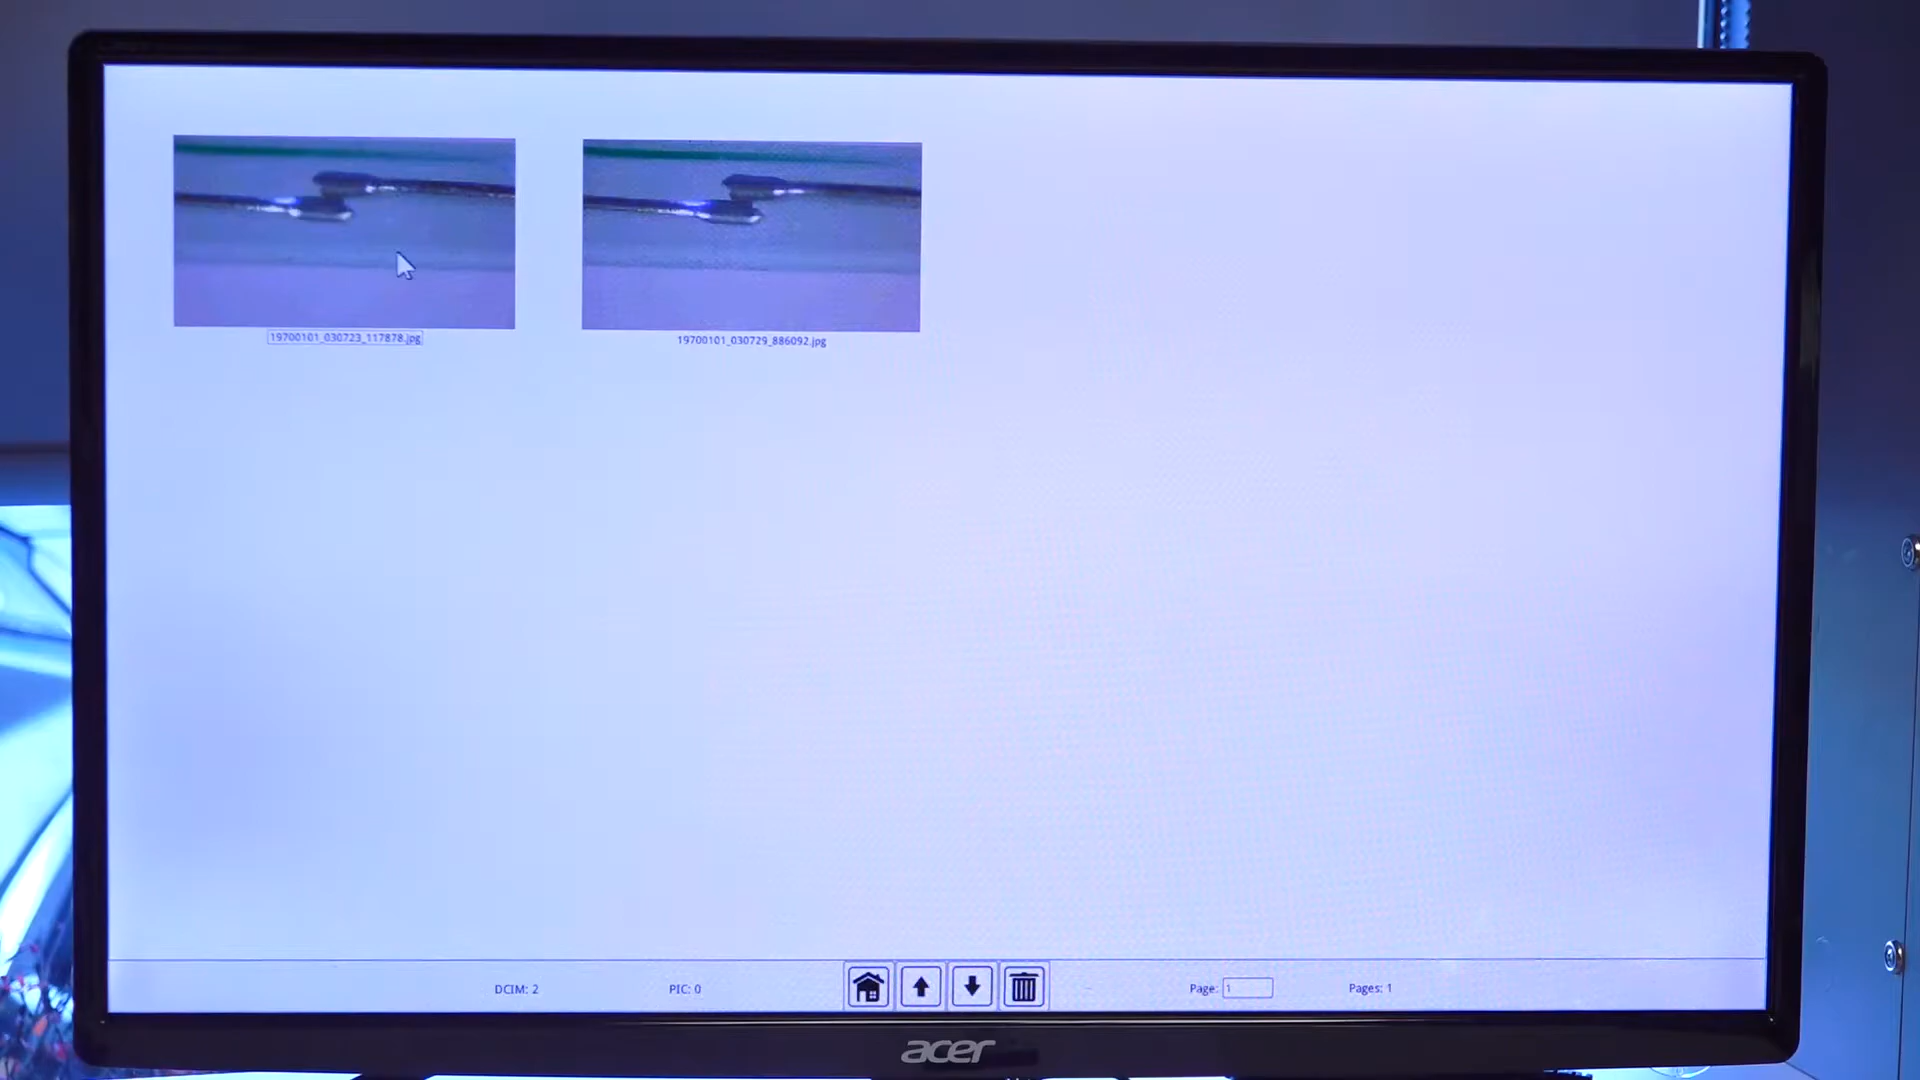 19700101_030723_117878.jpg
19700101_030729_886092.jpg
DCIM: 2 PIC: 0 Page: 1 Pages: 1
acer